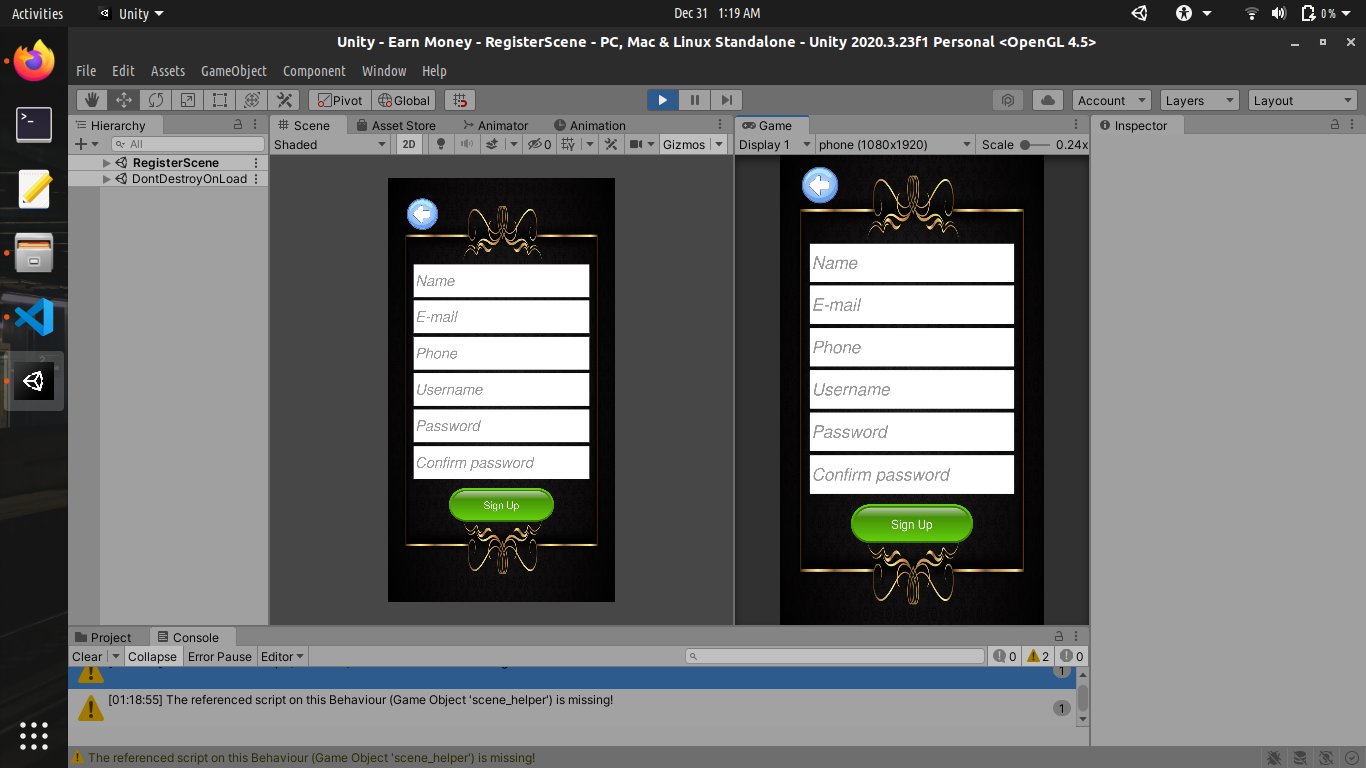 Activities
Unity
Dec 31 1:19 AM
0 %
Unity - Earn Money - RegisterScene - PC, Mac & Linux Standalone - Unity 2020.3.23f1 Personal <OpenGL 4.5>
File Edit Assets GameObject Component Window Help
Pivot Global
Account Layers Layout
Hierarchy
Scene Asset Store Animator Animation
Game
Inspector
All
Shaded 2D 0 Gizmos
Display 1 phone (1080x1920) Scale 0.24x
RegisterScene
DontDestroyOnLoad
Name
E-mail
Phone
Username
Password
Confirm password
Sign Up
Name
E-mail
Phone
Username
Password
Confirm password
Sign Up
Project Console
Clear Collapse Error Pause Editor
0 2 0
1
[01:18:55] The referenced script on this Behaviour (Game Object 'scene_helper') is missing!
1
The referenced script on this Behaviour (Game Object 'scene_helper') is missing!